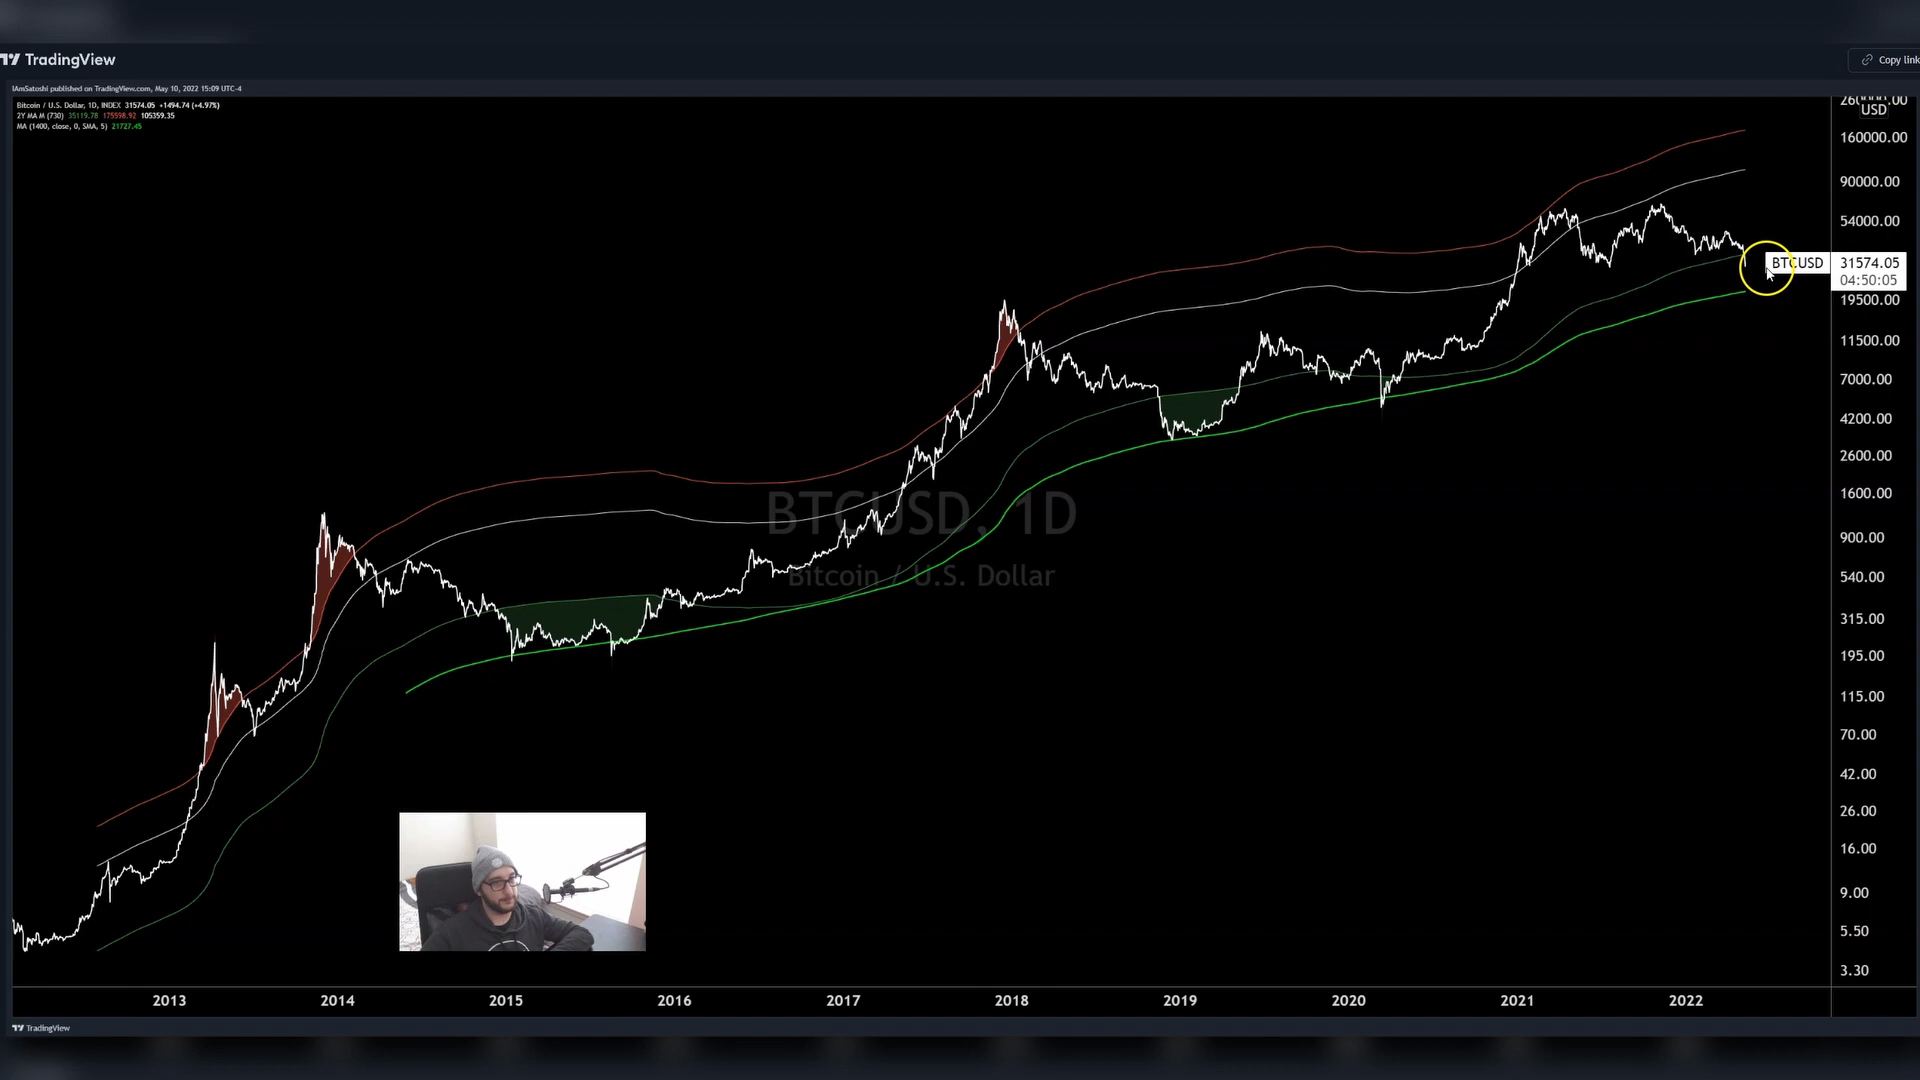 TradingView
Copy link
IAmSatoshi published on TradingView.com, May 10, 2022 15:09 UTC-4
Bitcoin / U.S. Dollar, 1D, INDEX 31574.05 +1494.74 (+4.97%)
2Y MA M (730) 35119.78 175598.92 105359.35
MA (1400, close, 0, SMA, 5) 21727.45
USD
160000.00
90000.00
54000.00
BTCUSD 31574.05
04:50:05
19500.00
11500.00
7000.00
4200.00
2600.00
1600.00
BTCUSD, 1D
900.00
Bitcoin / U.S. Dollar
540.00
315.00
195.00
115.00
70.00
42.00
26.00
16.00
9.00
5.50
3.30
2013 2014 2015 2016 2017 2018 2019 2020 2021 2022
TradingView